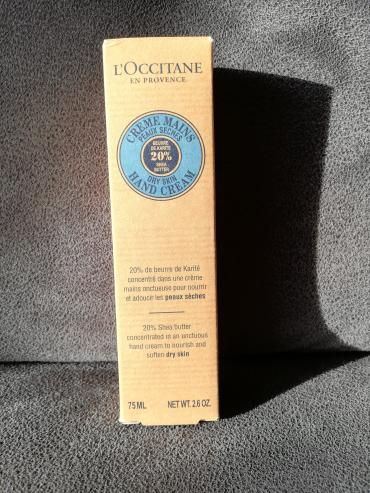 L'OCCITANE
EN PROVENCE
CRÈME MAINS
PEAUX SÈCHES
BEURRE
DE KARITÉ
20%
SHEA
BUTTER
DRY SKIN
HAND CREAM
20% de beurre de Karité
concentré dans une crème
mains onctueuse pour nourrir
et adoucir les peaux sèches
20% Shea butter
concentrated in an unctuous
hand cream to nourish and
soften dry skin
75 ML NET WT. 2.6 OZ.